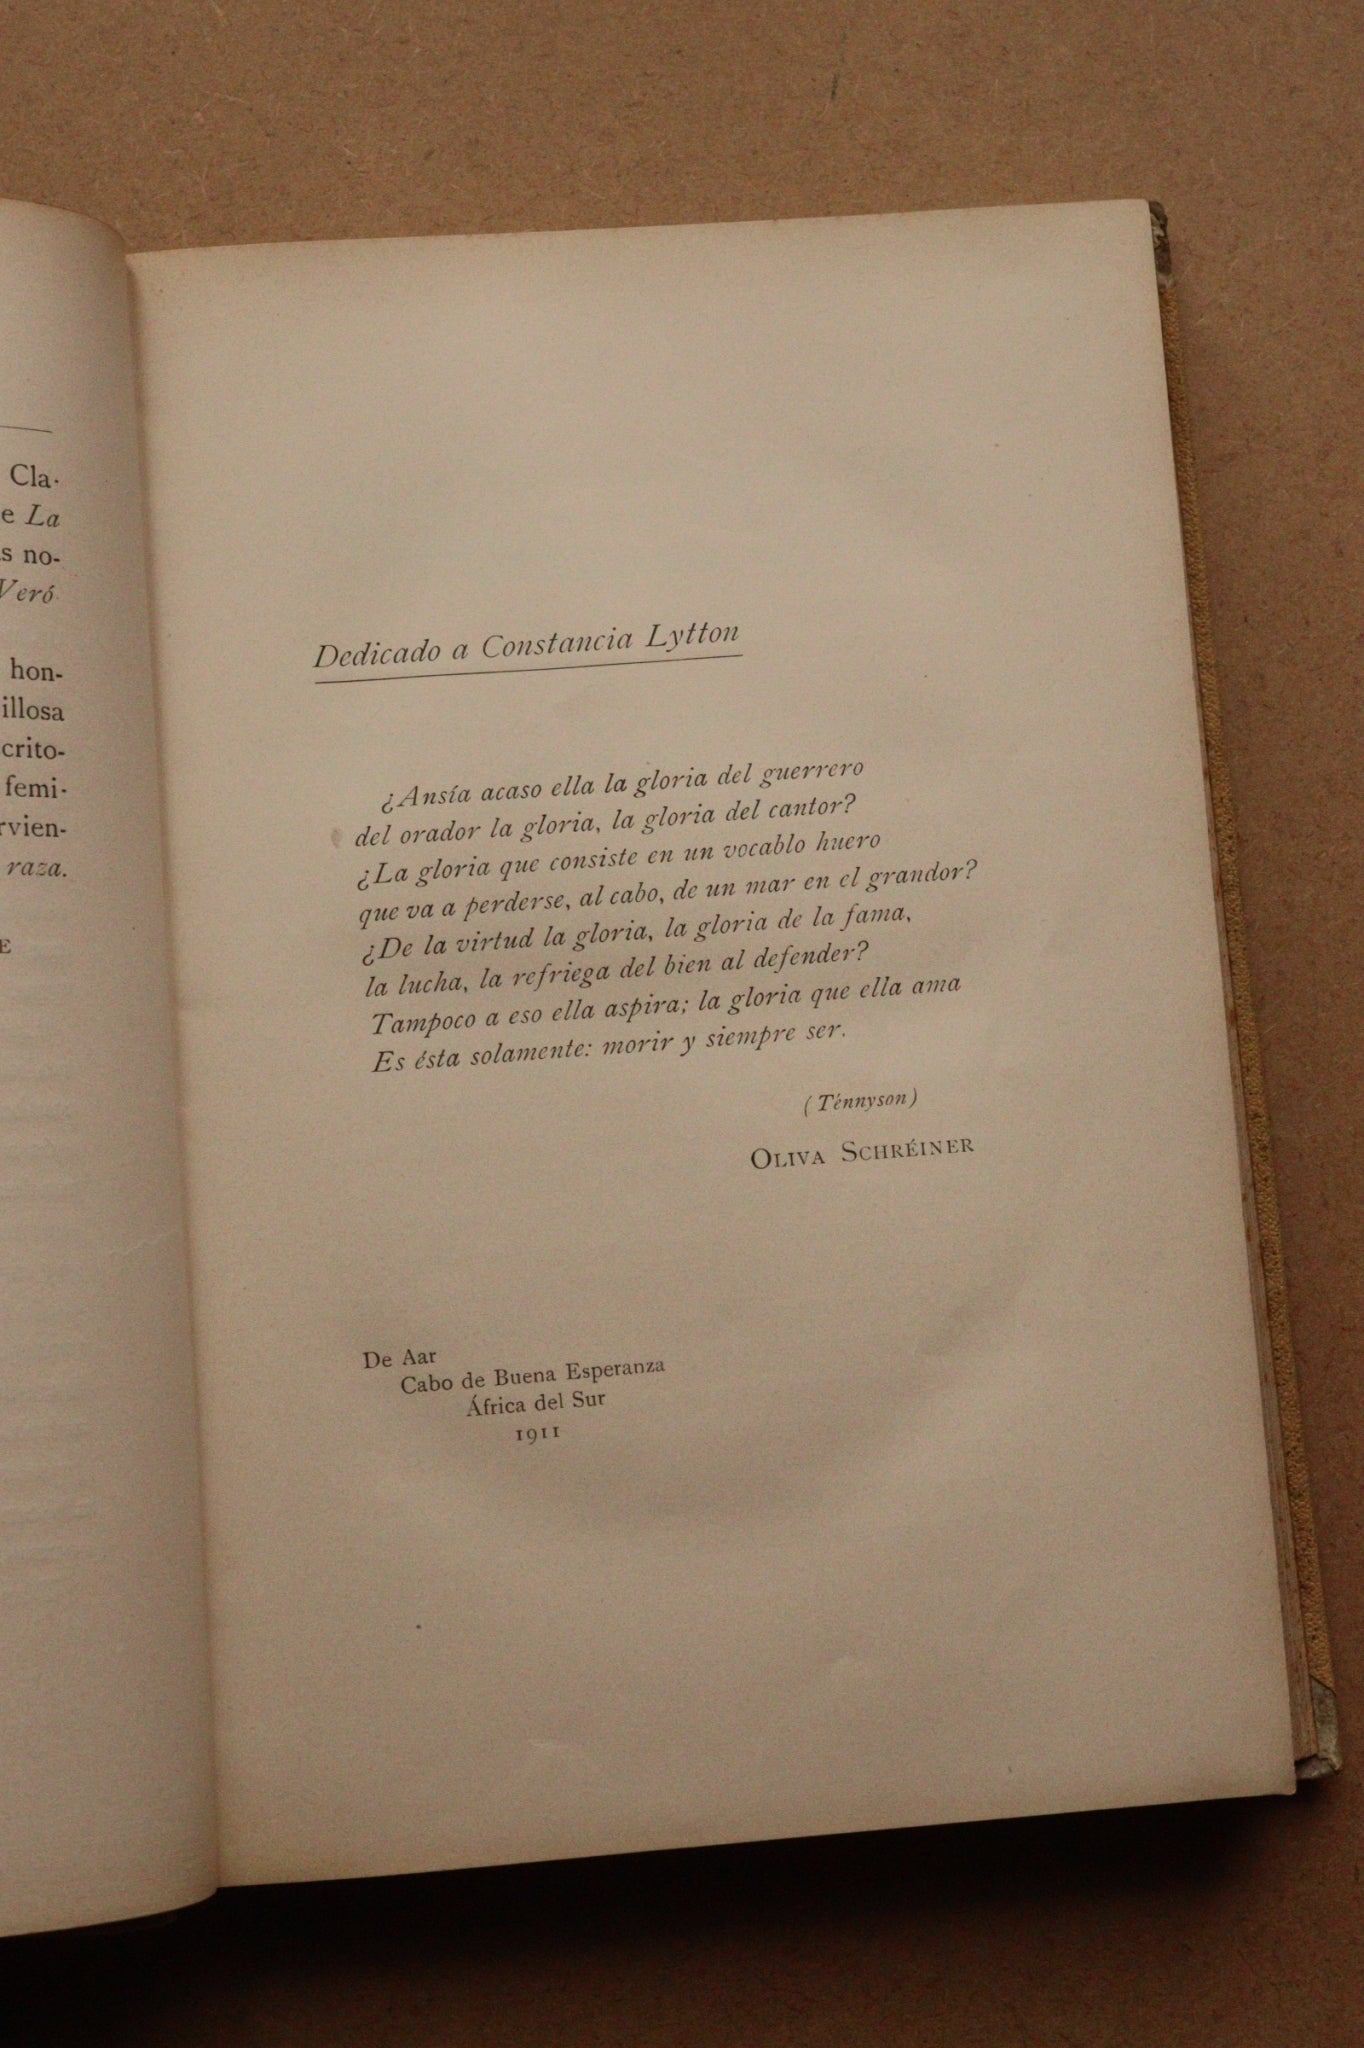 Cla-
e La
s no-
Veró
hon-
illosa
crito-
femi-
rvien-
raza.
E
Dedicado a Constancia Lytton
¿Ansía acaso ella la gloria del guerrero
del orador la gloria, la gloria del cantor?
¿La gloria que consiste en un vocablo huero
que va a perderse, al cabo, de un mar en el grandor?
¿De la virtud la gloria, la gloria de la fama,
la lucha, la refriega del bien al defender?
Tampoco a eso ella aspira; la gloria que ella ama
Es ésta solamente: morir y siempre ser.
(Ténnyson)
OLIVA SCHRÉINER
De Aar
Cabo de Buena Esperanza
África del Sur
1911